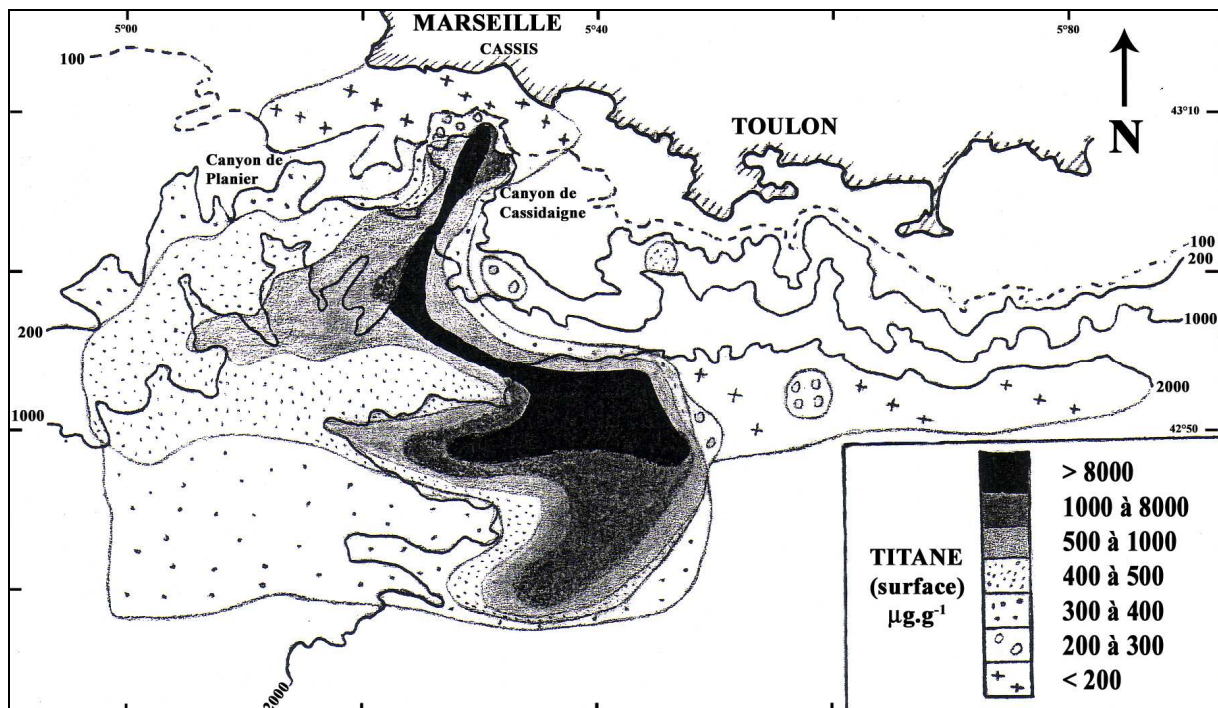 5°00
5°40
5°80
MARSEILLE
CASSIS
100
43°10
TOULON
N
Canyon de
Planier
Canyon de
Cassidaigne
100
200
200
1000
2000
1000
42°50
2000
TITANE
(surface)
µg.g-1
> 8000
1000 à 8000
500 à 1000
400 à 500
300 à 400
200 à 300
< 200